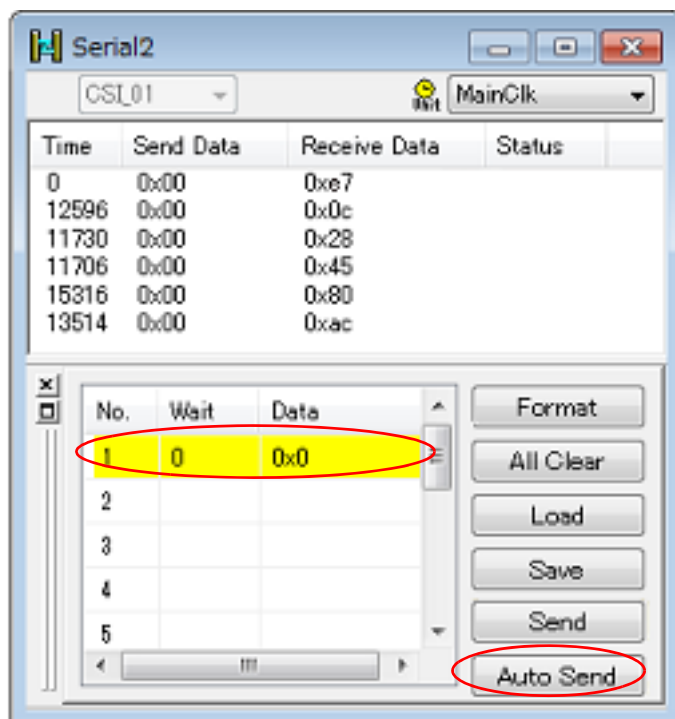 Serial2
CSI_01 MainClk
Time Send Data Receive Data Status
0 0x00 0xe7
12596 0x00 0x0c
11730 0x00 0x28
11706 0x00 0x45
15316 0x00 0x80
13514 0x00 0xac
No. Wait Data
1 0 0x0
2
3
4
5
Format
All Clear
Load
Save
Send
Auto Send